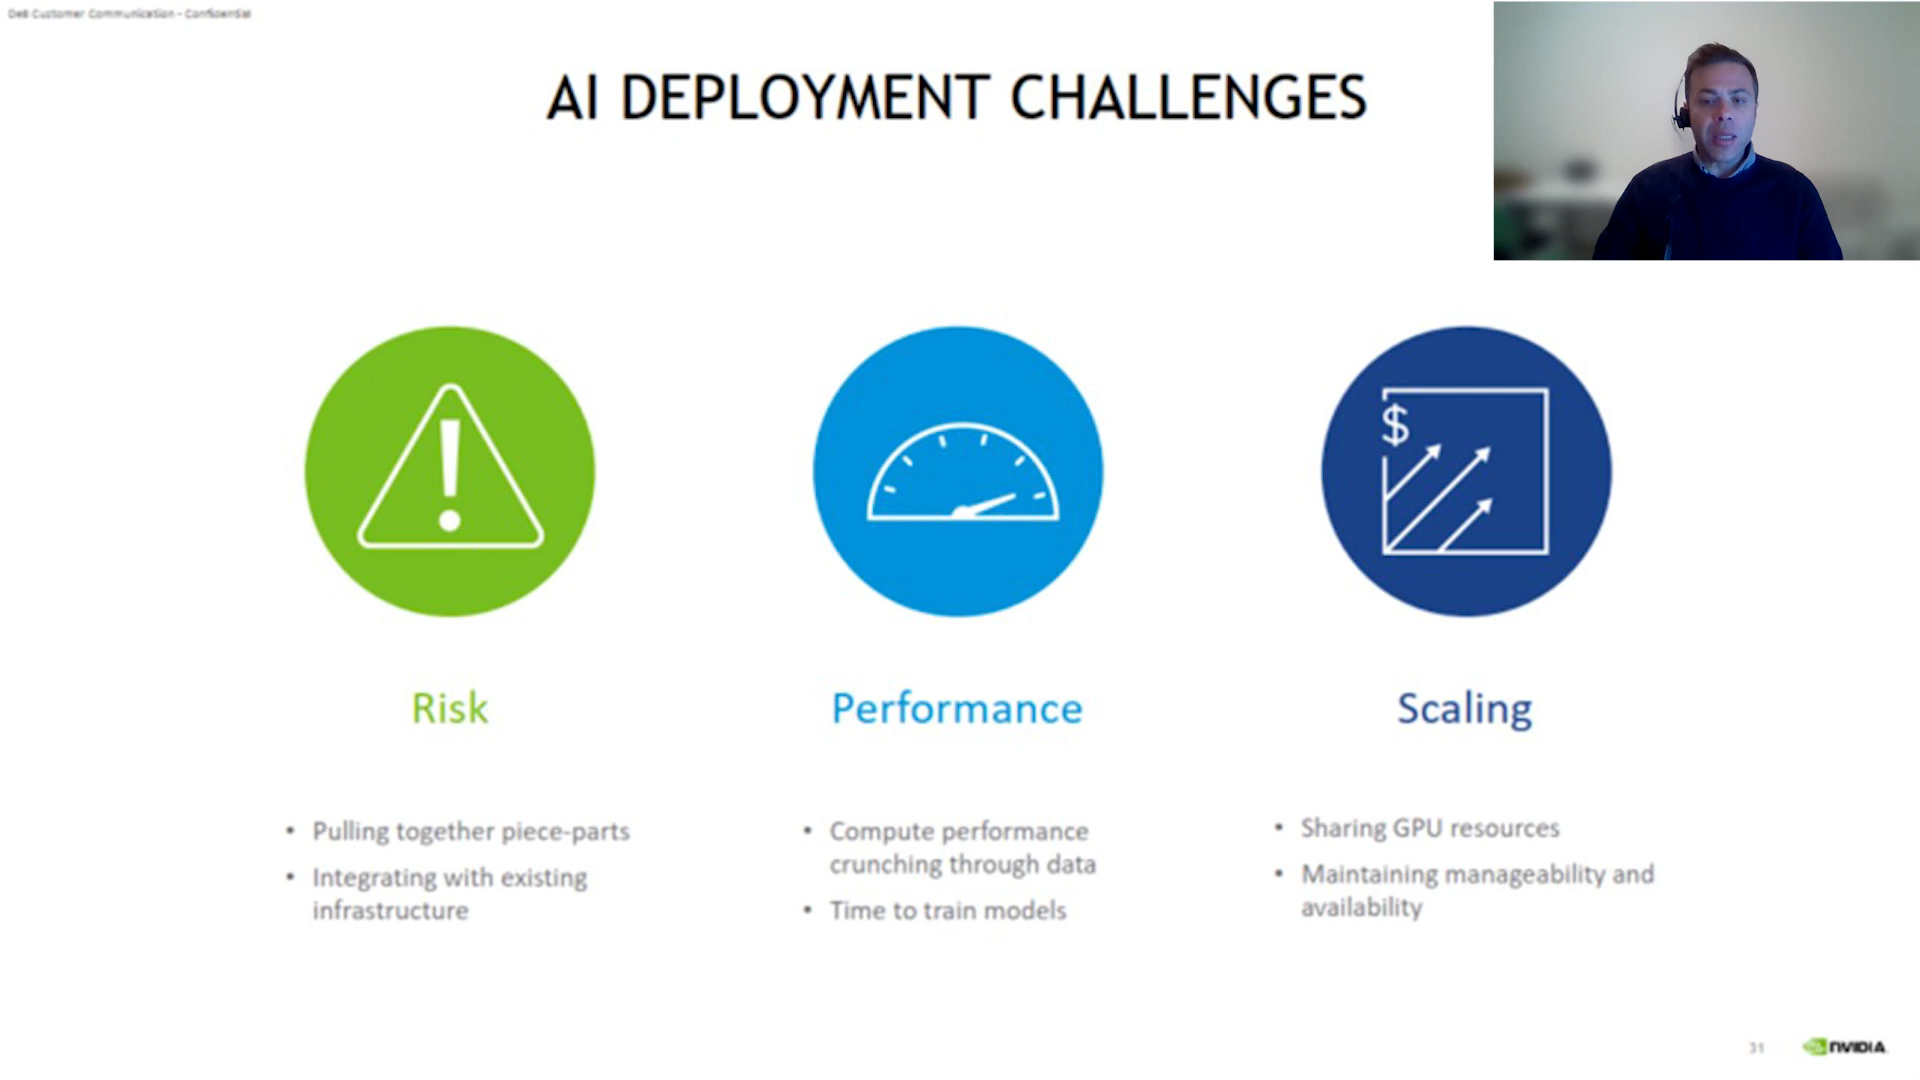 Dell Customer Communication - Confidential
AI DEPLOYMENT CHALLENGES
$
Risk
Performance
Scaling
• Pulling together piece-parts
• Integrating with existing
infrastructure
• Compute performance
crunching through data
• Time to train models
• Sharing GPU resources
• Maintaining manageability and
availability
31
NVIDIA